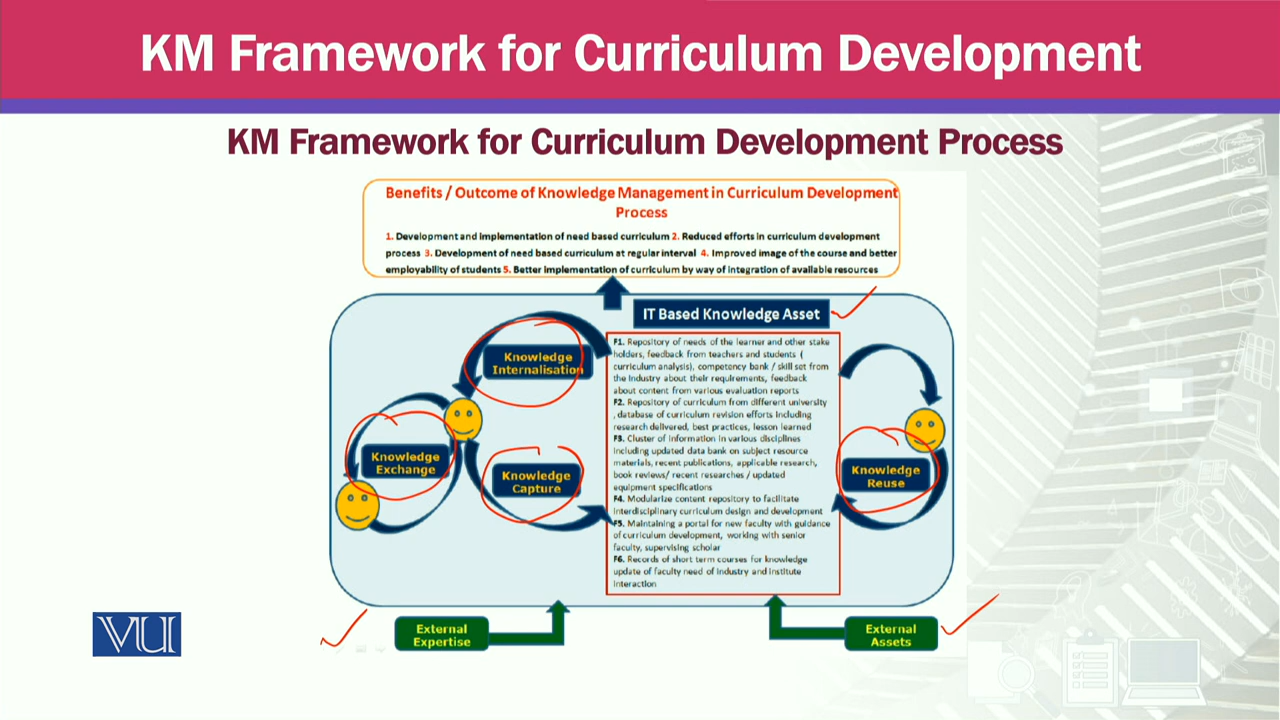 KM Framework for Curriculum Development
KM Framework for Curriculum Development Process
Benefits / Outcome of Knowledge Management in Curriculum Development
Process
1. Development and implementation of need based curriculum 2. Reduced efforts in curriculum development
process 3. Development of need based curriculum at regular interval 4. Improved image of the course and better
employability of students 5. Better implementation of curriculum by way of integration of available resources
IT Based Knowledge Asset
Knowledge
Internalisation
Knowledge
Exchange
Knowledge
Capture
F1. Repository of needs of the learner and other stake
holders, feedback from teachers and students (
curriculum analysis), competency bank / skill set from
the industry about their requirements, feedback
about content from various evaluation reports
F2. Repository of curriculum from different university
, database of curriculum revision efforts including
research delivered, best practices, lesson learned
F3. Cluster of information in various disciplines
including updated data bank on subject resource
materials, recent publications, applicable research,
book reviews/ recent researches / updated
equipment specifications
F4. Modularize content repository to facilitate
interdisciplinary curriculum design and development
F5. Maintaining a portal for new faculty with guidance
of curriculum development, working with senior
faculty, supervising scholar
F6. Records of short term courses for knowledge
update of faculty need of industry and institute
interaction
Knowledge
Reuse
External
Expertise
External
Assets
VU